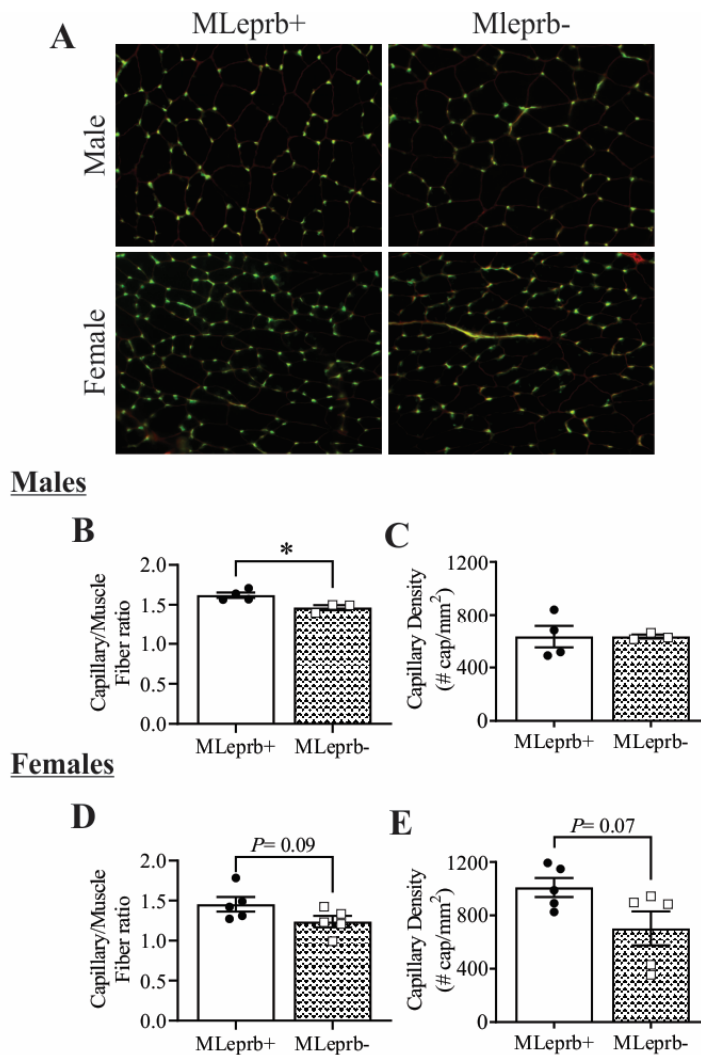 A
MLeprb+
Mleprb-
Male
Female
Males
B
*
Capillary/Muscle
Fiber ratio
2.0
1.5
1.0
0.5
0.0
MLeprb+
MLeprb-
C
Capillary Density
(# cap/mm²)
1200
800
400
0
MLeprb+
MLeprb-
Females
D
P= 0.09
Capillary/Muscle
Fiber ratio
2.0
1.5
1.0
0.5
0.0
MLeprb+
MLeprb-
E
P= 0.07
Capillary Density
(# cap/mm²)
1200
800
400
0
MLeprb+
MLeprb-